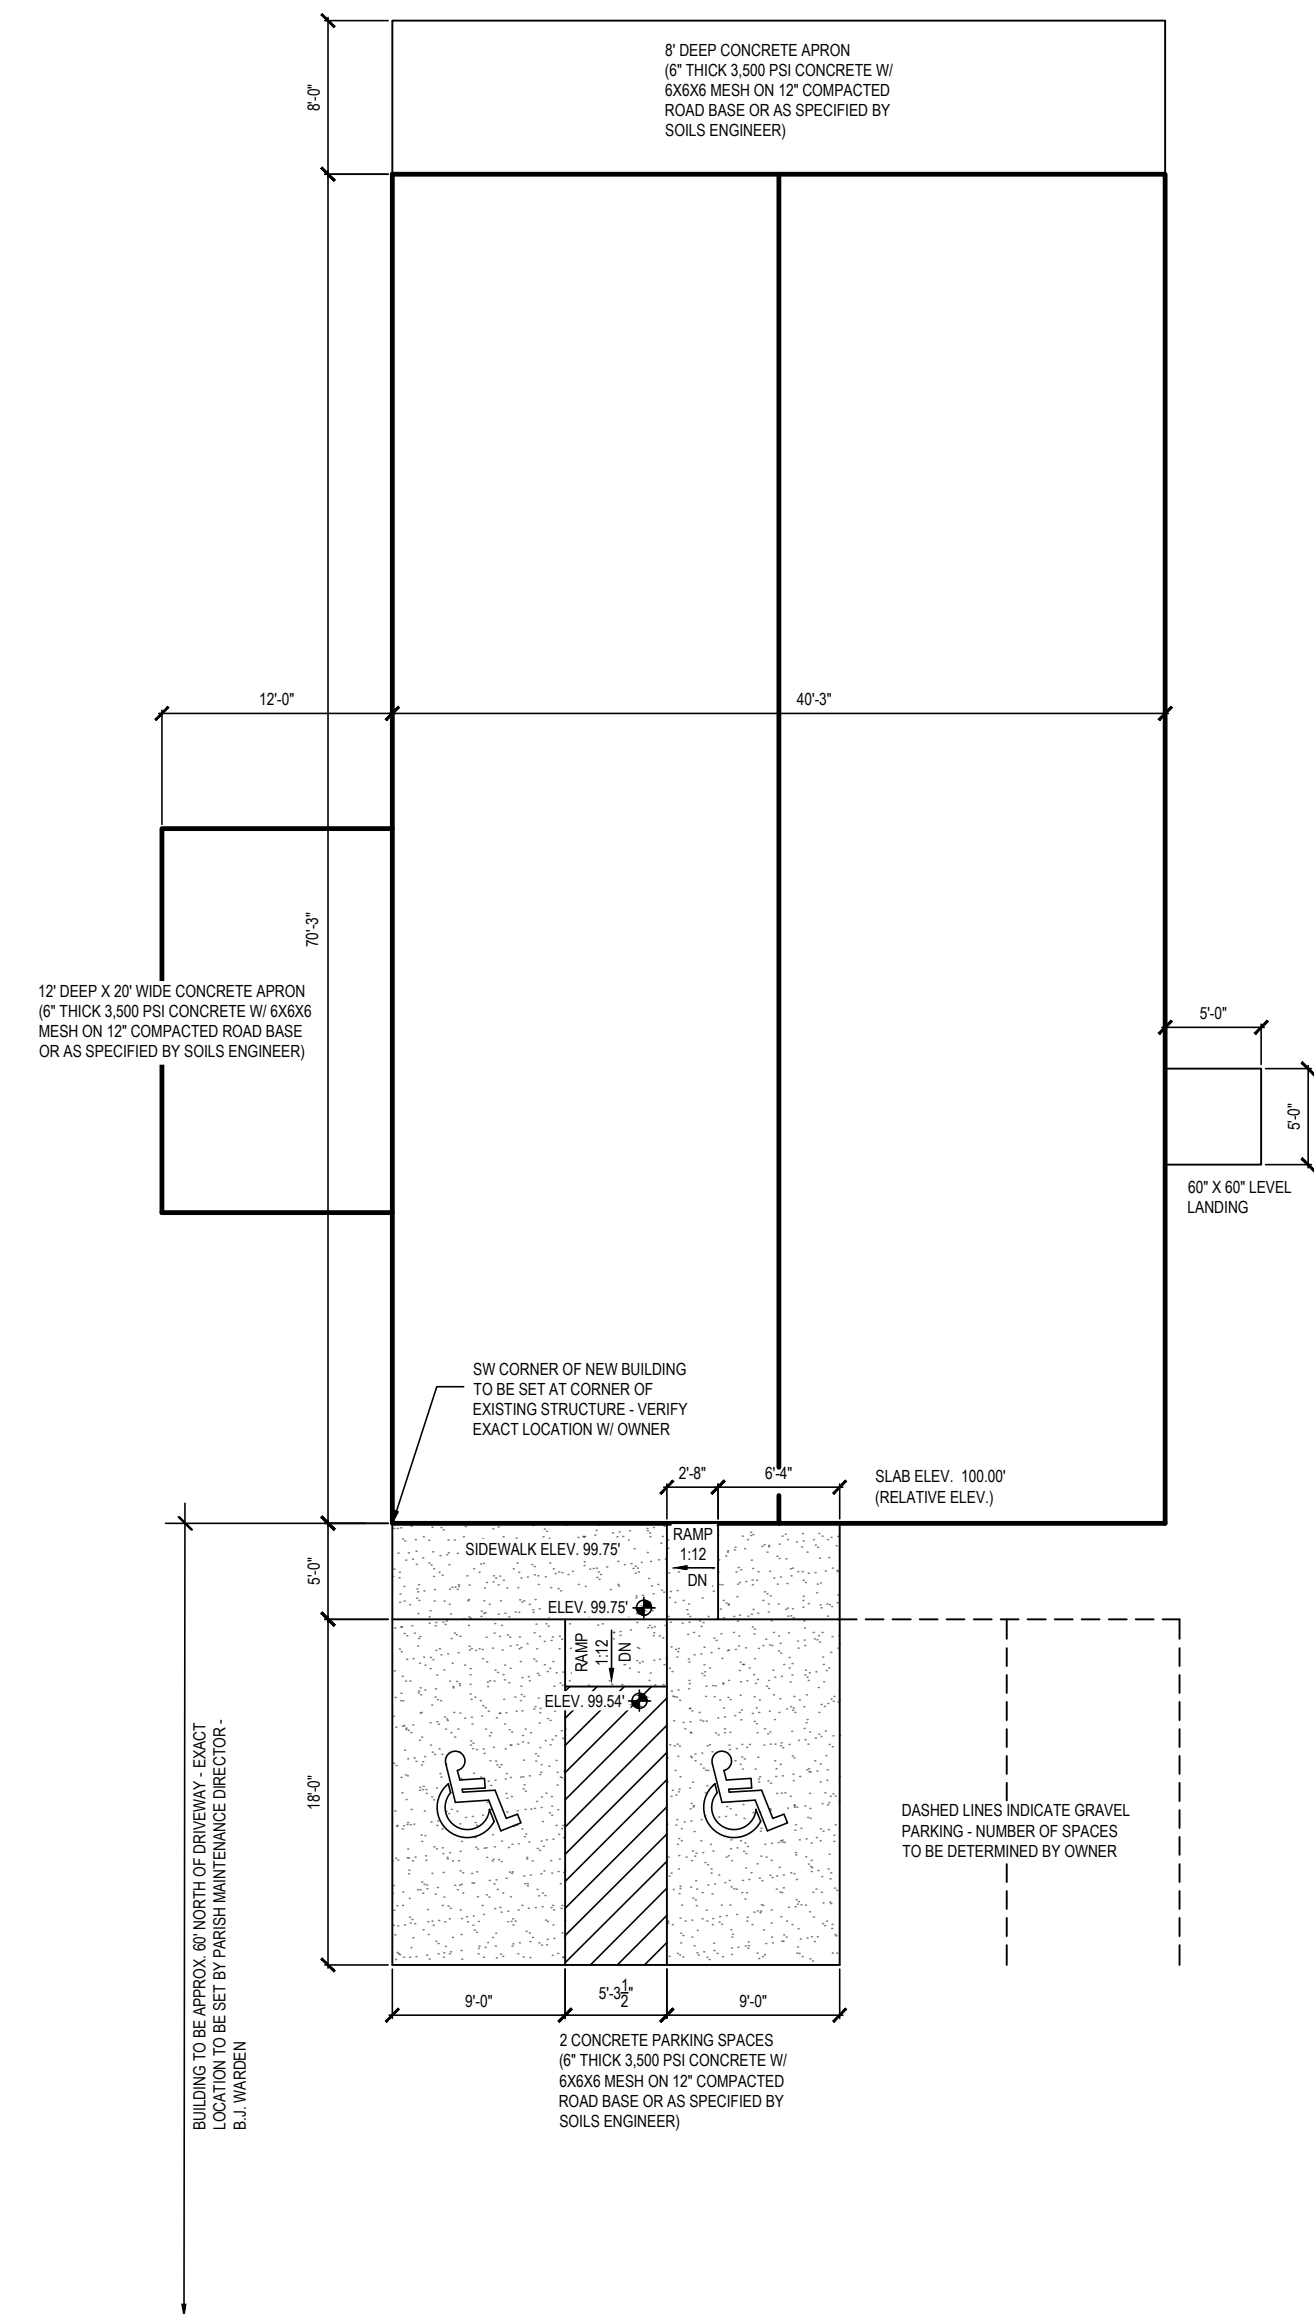 8' DEEP CONCRETE APRON
(6" THICK 3,500 PSI CONCRETE W/
6X6X6 MESH ON 12" COMPACTED
ROAD BASE OR AS SPECIFIED BY
SOILS ENGINEER)
8'-0"
12'-0"
40'-3"
70'-3"
12' DEEP X 20' WIDE CONCRETE APRON
(6" THICK 3,500 PSI CONCRETE W/ 6X6X6
MESH ON 12" COMPACTED ROAD BASE
OR AS SPECIFIED BY SOILS ENGINEER)
5'-0"
5'-0"
60" X 60" LEVEL
LANDING
SW CORNER OF NEW BUILDING
TO BE SET AT CORNER OF
EXISTING STRUCTURE - VERIFY
EXACT LOCATION W/ OWNER
2'-8"
6'-4"
SLAB ELEV. 100.00'
(RELATIVE ELEV.)
5'-0"
SIDEWALK ELEV. 99.75'
RAMP
1:12
DN
ELEV. 99.75'
RAMP
1:12
DN
ELEV. 99.54'
18'-0"
BUILDING TO BE APPROX. 60' NORTH OF DRIVEWAY - EXACT
LOCATION TO BE SET BY PARISH MAINTENANCE DIRECTOR -
B.J. WARDEN
DASHED LINES INDICATE GRAVEL
PARKING - NUMBER OF SPACES
TO BE DETERMINED BY OWNER
9'-0"
5'-3 1/2"
9'-0"
2 CONCRETE PARKING SPACES
(6" THICK 3,500 PSI CONCRETE W/
6X6X6 MESH ON 12" COMPACTED
ROAD BASE OR AS SPECIFIED BY
SOILS ENGINEER)